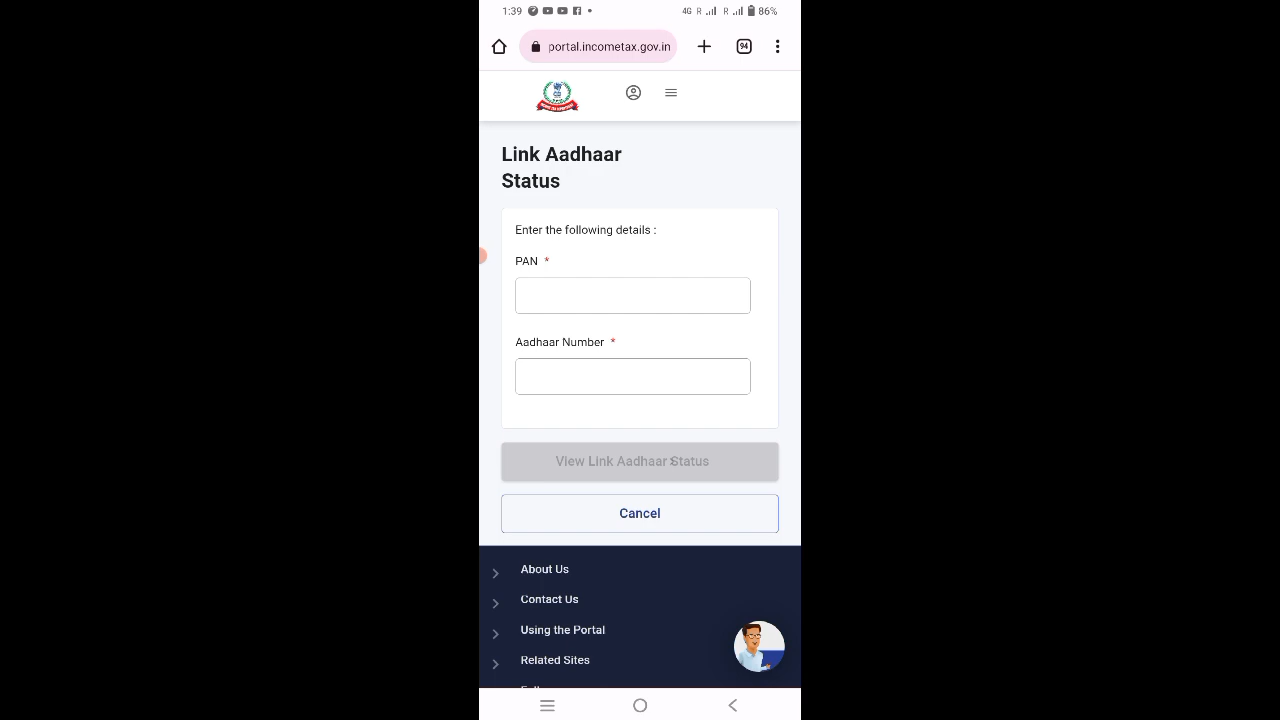 1:39 4G R R 86%
portal.incometax.gov.in 94
Link Aadhaar
Status
Enter the following details :
PAN *
Aadhaar Number *
View Link Aadhaar Status
Cancel
About Us
Contact Us
Using the Portal
Related Sites